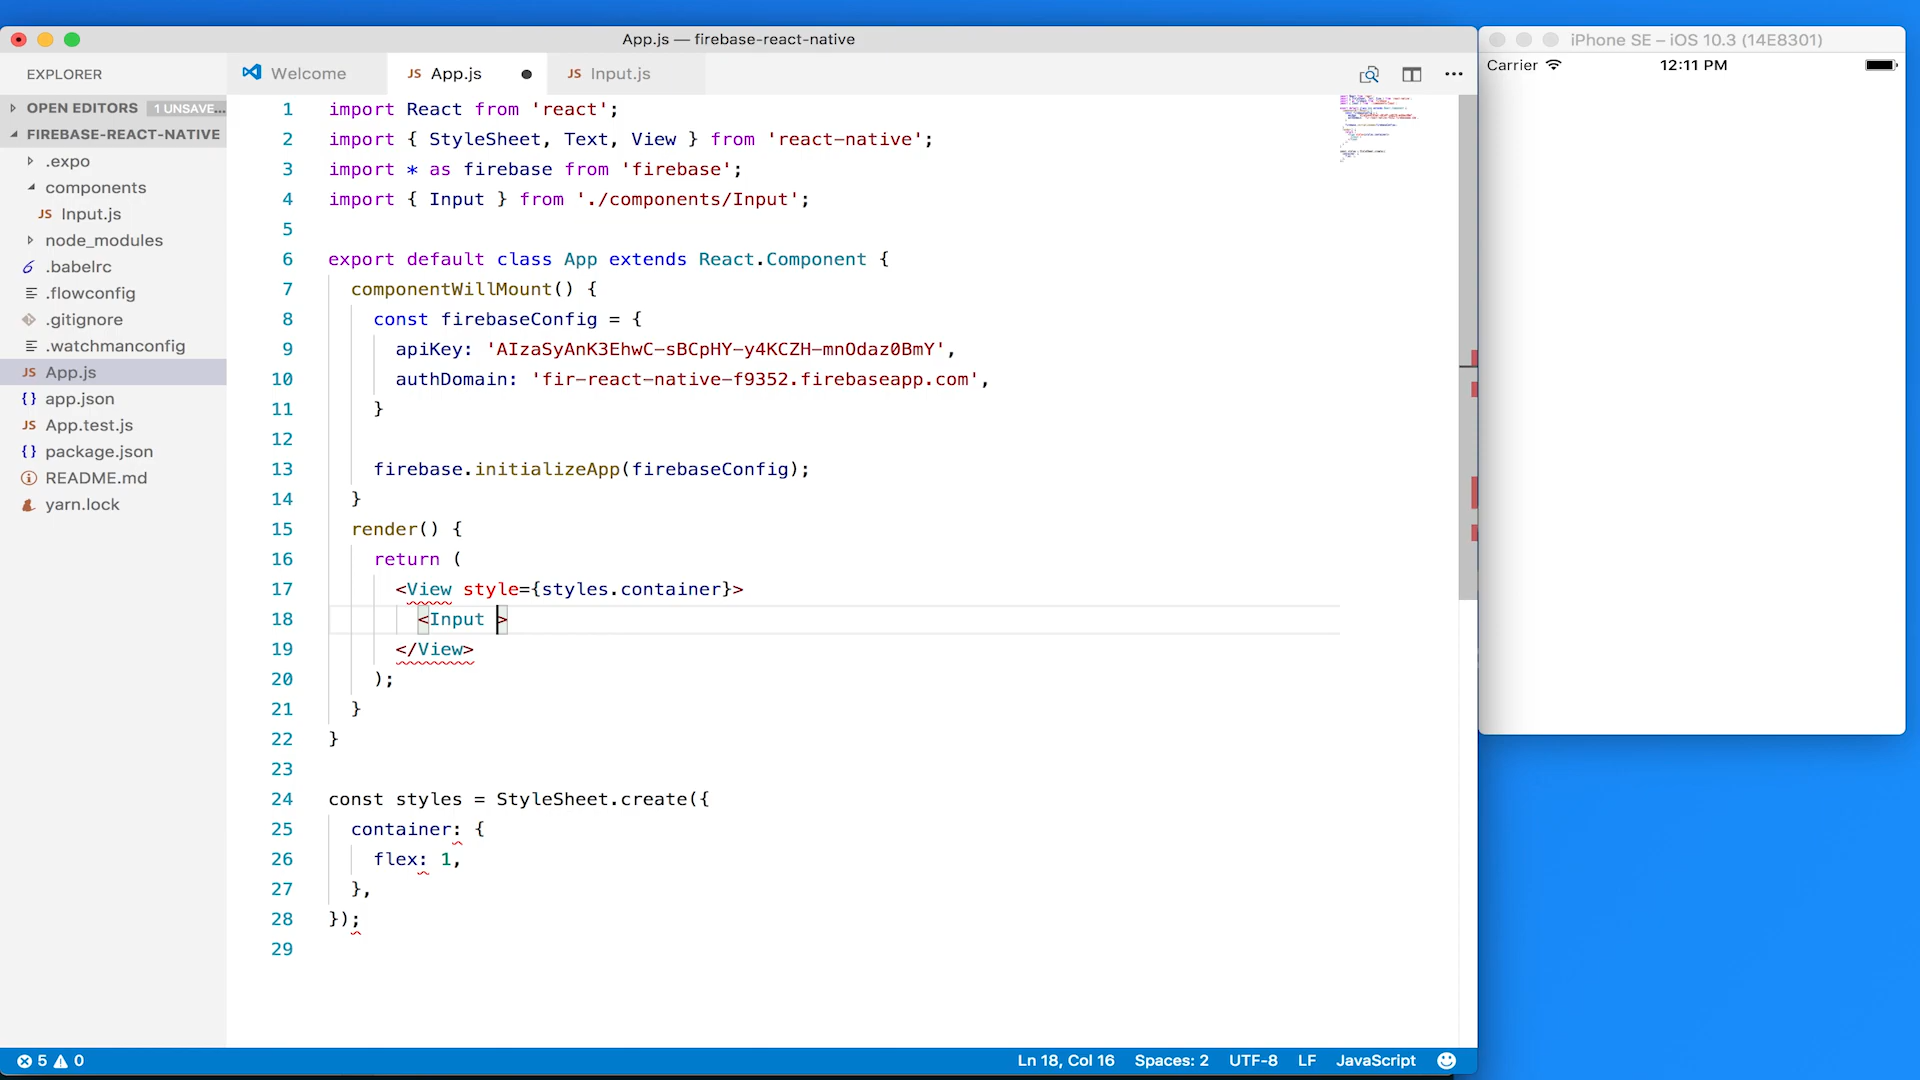 App.js — firebase-react-native
iPhone SE – iOS 10.3 (14E8301)
Carrier
12:11 PM
EXPLORER
Welcome
JS App.js
JS Input.js
OPEN EDITORS 1 UNSAVE...
FIREBASE-REACT-NATIVE
.expo
components
JS Input.js
node_modules
.babelrc
.flowconfig
.gitignore
.watchmanconfig
JS App.js
{} app.json
JS App.test.js
{} package.json
README.md
yarn.lock
1 import React from 'react';
2 import { StyleSheet, Text, View } from 'react-native';
3 import * as firebase from 'firebase';
4 import { Input } from './components/Input';
5
6 export default class App extends React.Component {
7 componentWillMount() {
8 const firebaseConfig = {
9 apiKey: 'AIzaSyAnK3EhwC-sBCpHY-y4KCZH-mnOdaz0BmY',
10 authDomain: 'fir-react-native-f9352.firebaseapp.com',
11 }
12
13 firebase.initializeApp(firebaseConfig);
14 }
15 render() {
16 return (
17 <View style={styles.container}>
18 <Input >
19 </View>
20 );
21 }
22 }
23
24 const styles = StyleSheet.create({
25 container: {
26 flex: 1,
27 },
28 });
29
5 0
Ln 18, Col 16 Spaces: 2 UTF-8 LF JavaScript